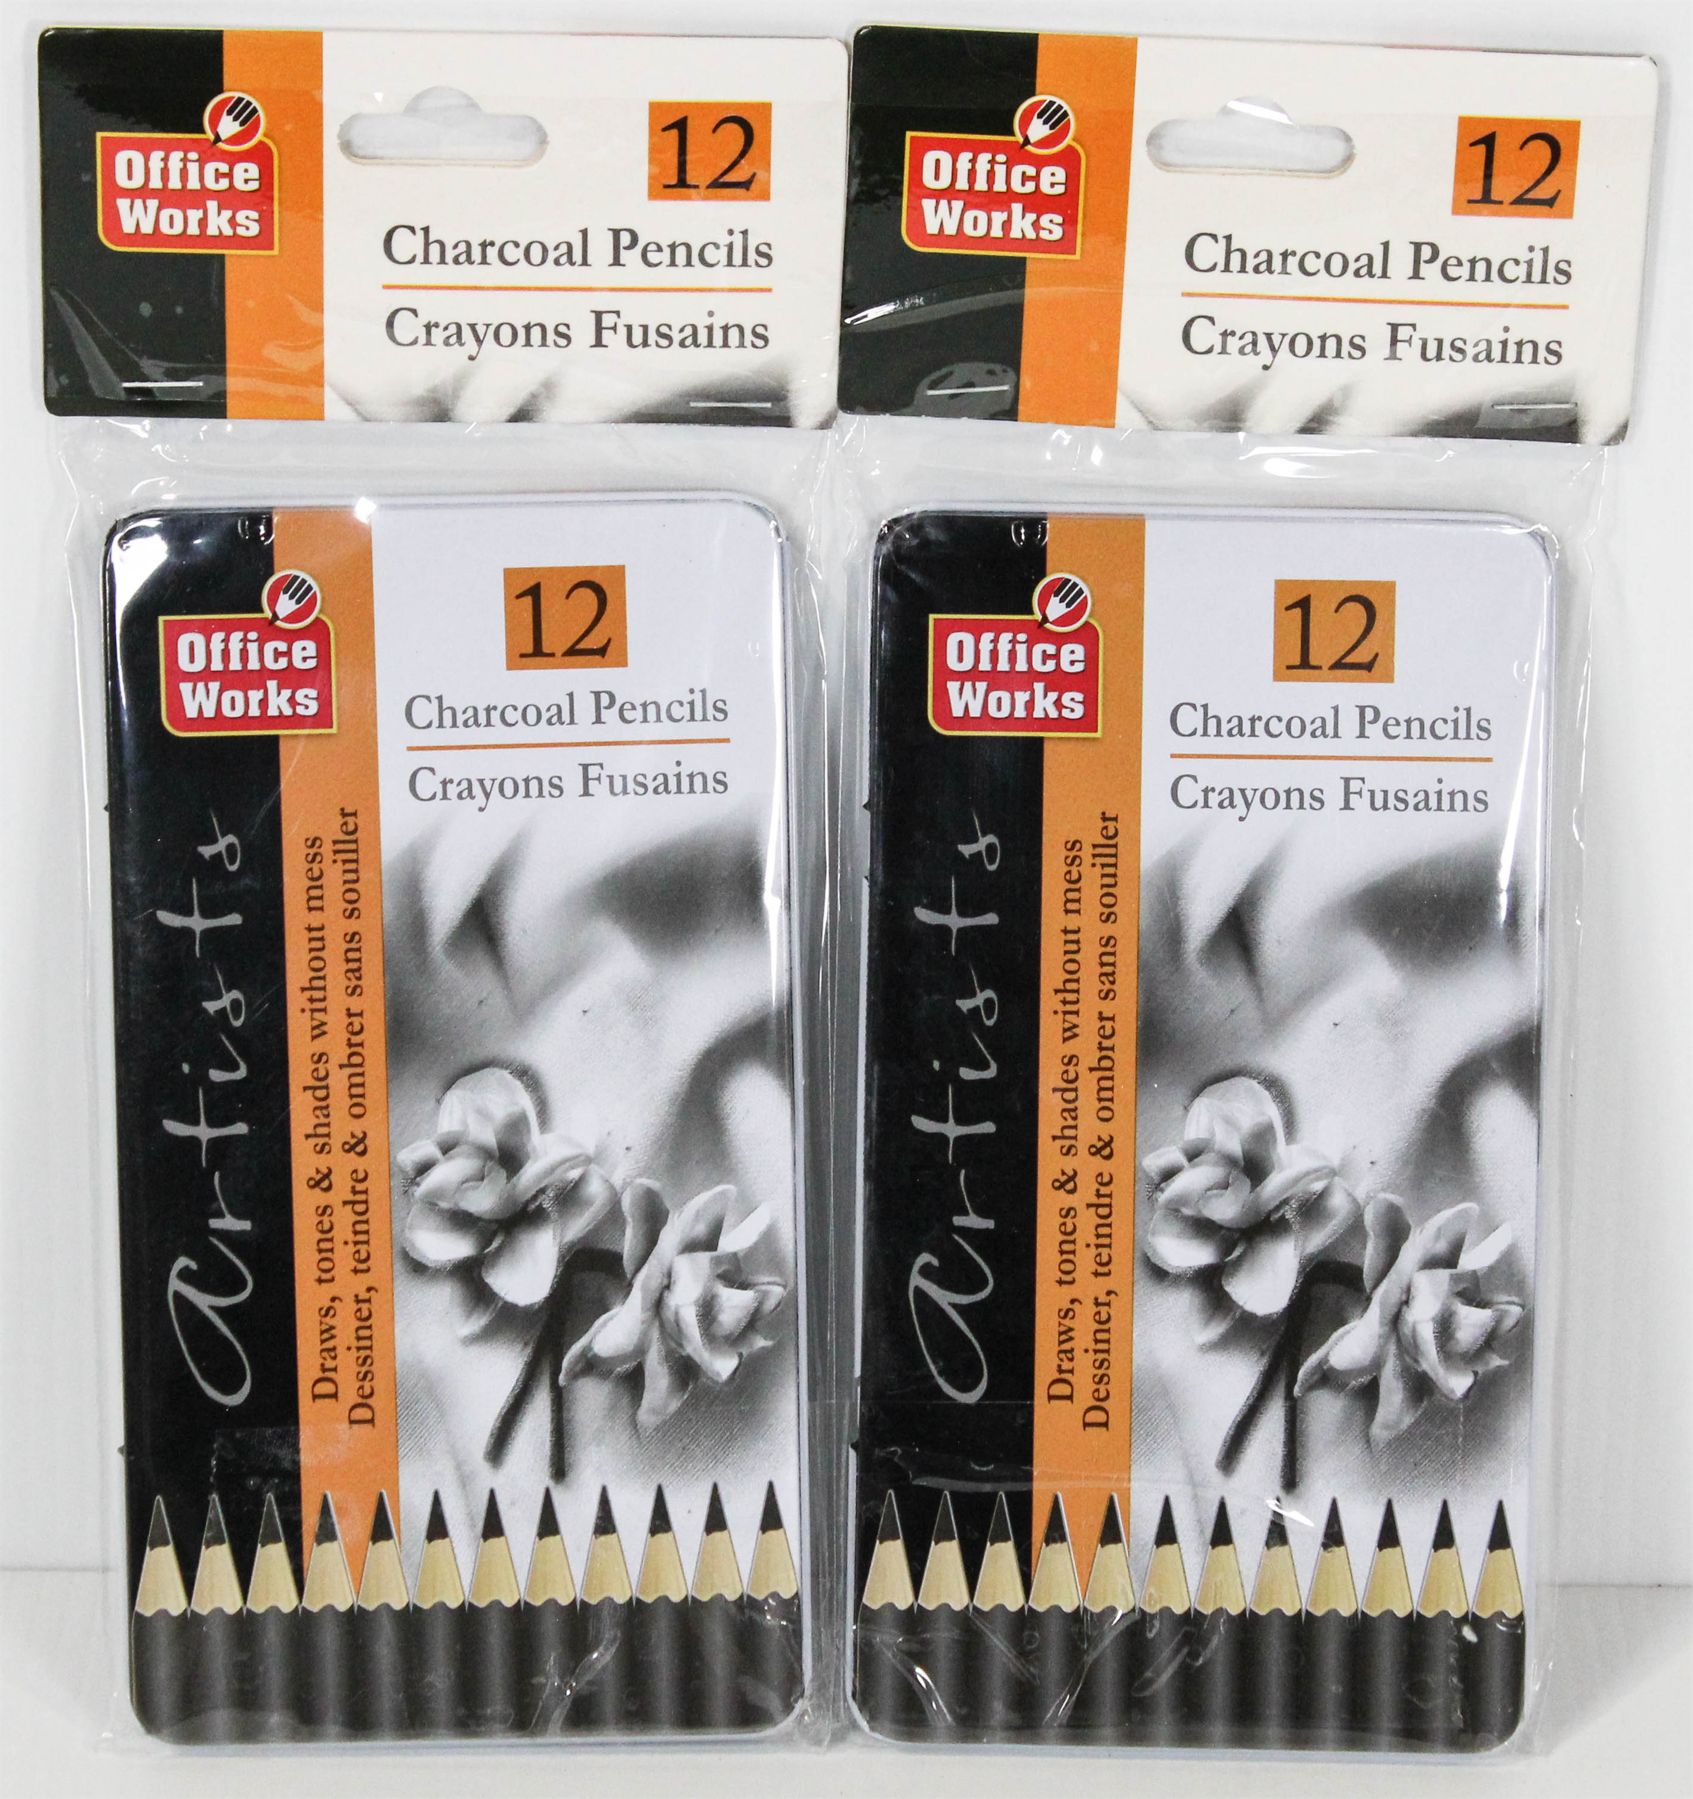 Office
Works
12
Charcoal Pencils
Crayons Fusains
Office
Works
12
Charcoal Pencils
Crayons Fusains
Office
Works
12
Charcoal Pencils
Crayons Fusains
Artists
Draws, tones & shades without mess
Dessiner, teindre & ombrer sans souiller
Office
Works
12
Charcoal Pencils
Crayons Fusains
Artists
Draws, tones & shades without mess
Dessiner, teindre & ombrer sans souiller